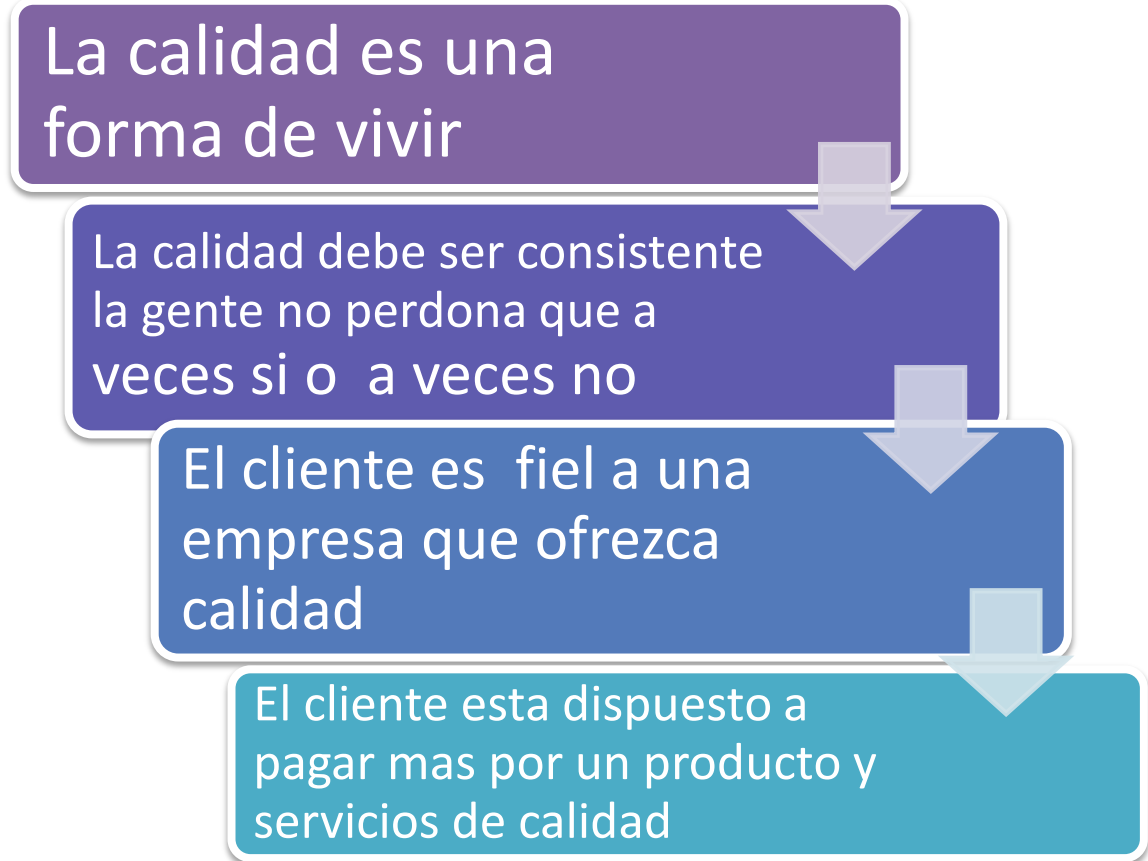 La calidad es una
forma de vivir
La calidad debe ser consistente
la gente no perdona que a
veces si o  a veces no
El cliente es  fiel a una
empresa que ofrezca
calidad
El cliente esta dispuesto a
pagar mas por un producto y
servicios de calidad